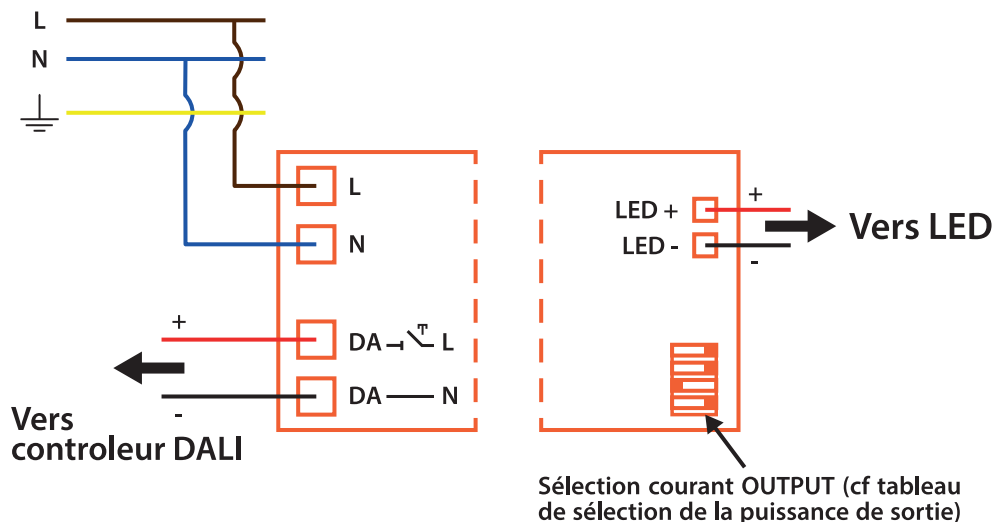 L
N
L
N
DA L
DA N
+
-
Vers
controleur DALI
LED +
LED -
+
-
Vers LED
Sélection courant OUTPUT (cf tableau
de sélection de la puissance de sortie)